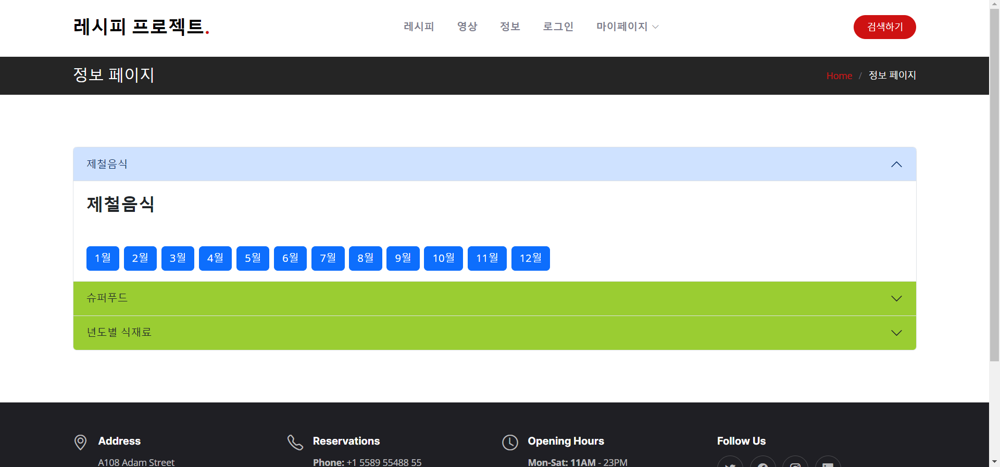 레시피 프로젝트.
레시피 영상 정보 로그인 마이페이지
검색하기
정보 페이지
Home / 정보 페이지
제철음식
제철음식
1월 2월 3월 4월 5월 6월 7월 8월 9월 10월 11월 12월
슈퍼푸드
년도별 식재료
Address
A108 Adam Street
Reservations
Phone: +1 5589 55488 55
Opening Hours
Mon-Sat: 11AM - 23PM
Follow Us